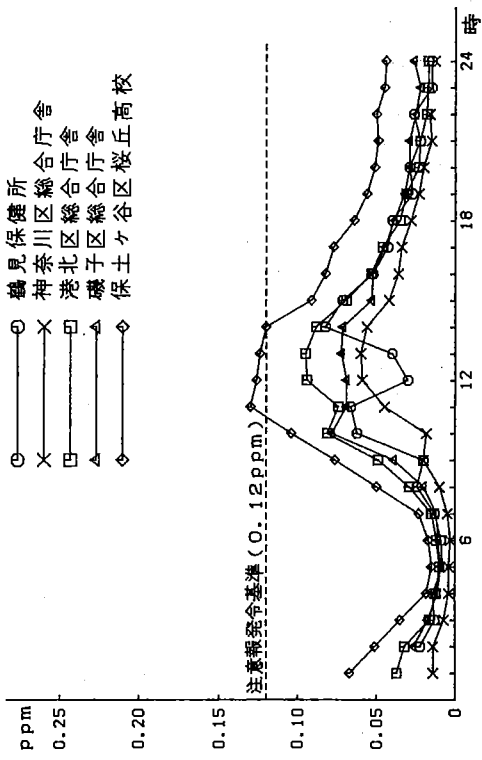 鶴見保健所
神奈川区総合庁舎
港北区総合庁舎
磯子区総合庁舎
保土ヶ谷区桜丘高校
ppm
0.25
0.20
0.15
0.10
0.05
0
注意報発令基準(0.12ppm)
6
12
18
24
時